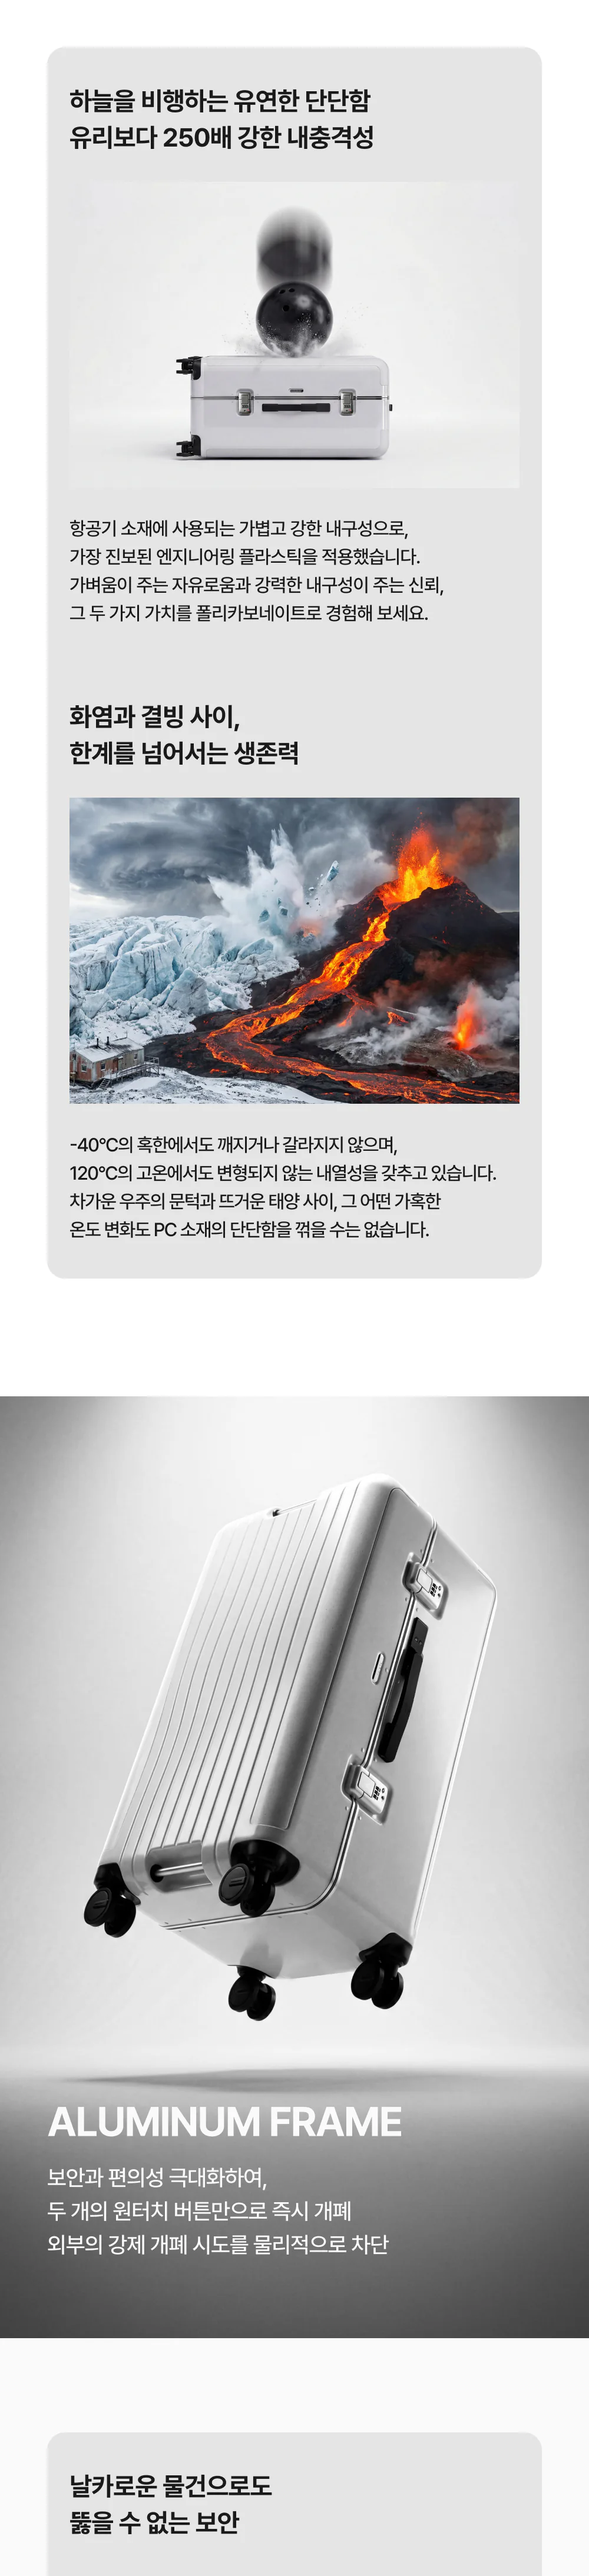 하늘을 비행하는 유연한 단단함
유리보다 250배 강한 내충격성
항공기 소재에 사용되는 가볍고 강한 내구성으로,
가장 진보된 엔지니어링 플라스틱을 적용했습니다.
가벼움이 주는 자유로움과 강력한 내구성이 주는 신뢰,
그 두 가지 가치를 폴리카보네이트로 경험해 보세요.
화염과 결빙 사이,
한계를 넘어서는 생존력
-40℃의 혹한에서도 깨지거나 갈라지지 않으며,
120℃의 고온에서도 변형되지 않는 내열성을 갖추고 있습니다.
차가운 우주의 문턱과 뜨거운 태양 사이, 그 어떤 가혹한
온도 변화도 PC 소재의 단단함을 꺾을 수는 없습니다.
ALUMINUM FRAME
보안과 편의성 극대화하여,
두 개의 원터치 버튼만으로 즉시 개폐
외부의 강제 개폐 시도를 물리적으로 차단
날카로운 물건으로도
뚫을 수 없는 보안